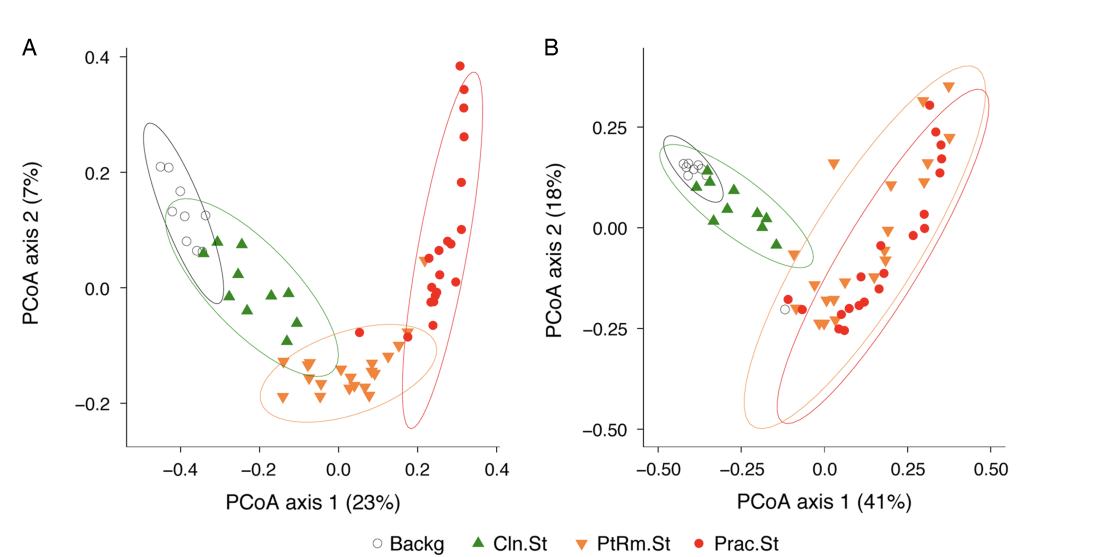 A
B
PCoA axis 2 (7%)
0.4
0.2
0.0
−0.2
−0.4
−0.2
0.0
0.2
0.4
PCoA axis 1 (23%)
PCoA axis 2 (18%)
0.25
0.00
−0.25
−0.50
−0.50
−0.25
0.0
0.25
0.50
PCoA axis 1 (41%)
Backg Cln.St PtRm.St Prac.St